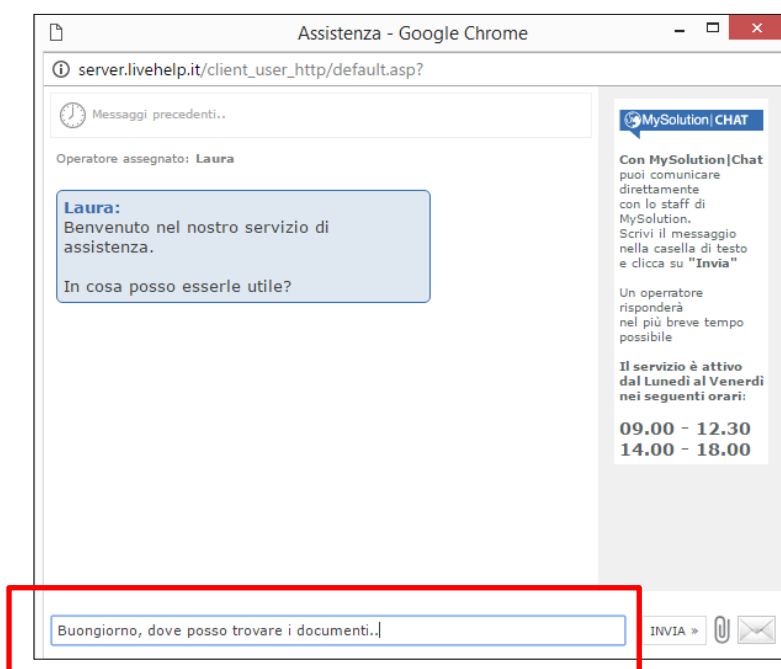 Assistenza - Google Chrome
server.livehelp.it/client_user_http/default.asp?
Messaggi precedenti..
Operatore assegnato: Laura
Laura:
Benvenuto nel nostro servizio di
assistenza.
In cosa posso esserle utile?
MySolution|CHAT
Con MySolution|Chat
puoi comunicare
direttamente
con lo staff di
MySolution.
Scrivi il messaggio
nella casella di testo
e clicca su "Invia"
Un operratore
risponderà
nel più breve tempo
possibile
Il servizio è attivo
dal Lunedì al Venerdì
nei seguenti orari:
09.00 - 12.30
14.00 - 18.00
Buongiorno, dove posso trovare i documenti..
INVIA »